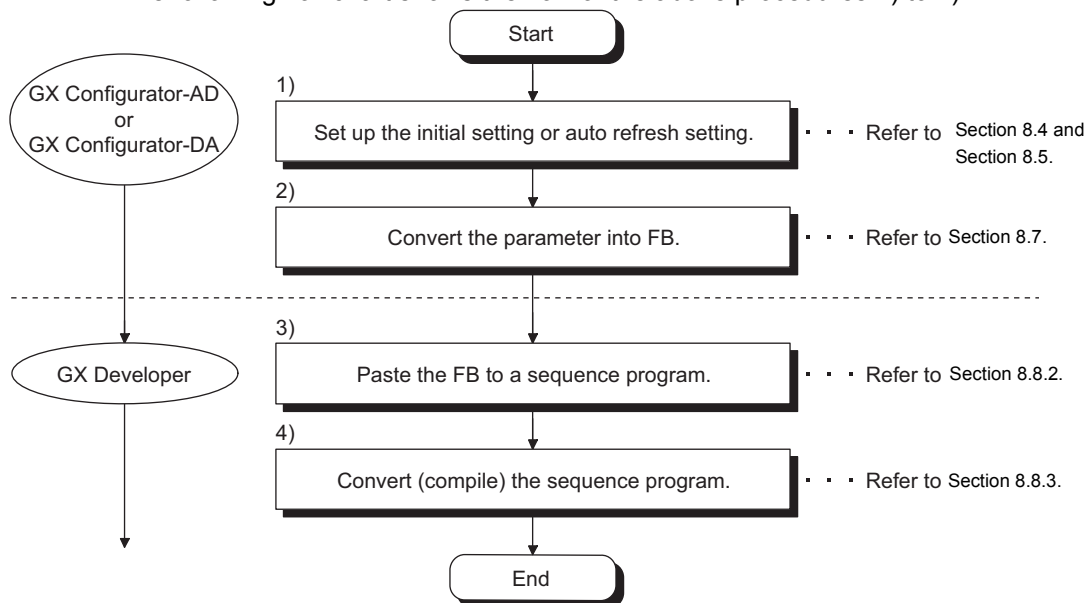 Start
GX Configurator-AD
or
GX Configurator-DA
1)
Set up the initial setting or auto refresh setting.
· · · Refer to Section 8.4 and
Section 8.5.
2)
Convert the parameter into FB.
· · · Refer to Section 8.7.
GX Developer
3)
Paste the FB to a sequence program.
· · · Refer to Section 8.8.2.
4)
Convert (compile) the sequence program.
· · · Refer to Section 8.8.3.
End